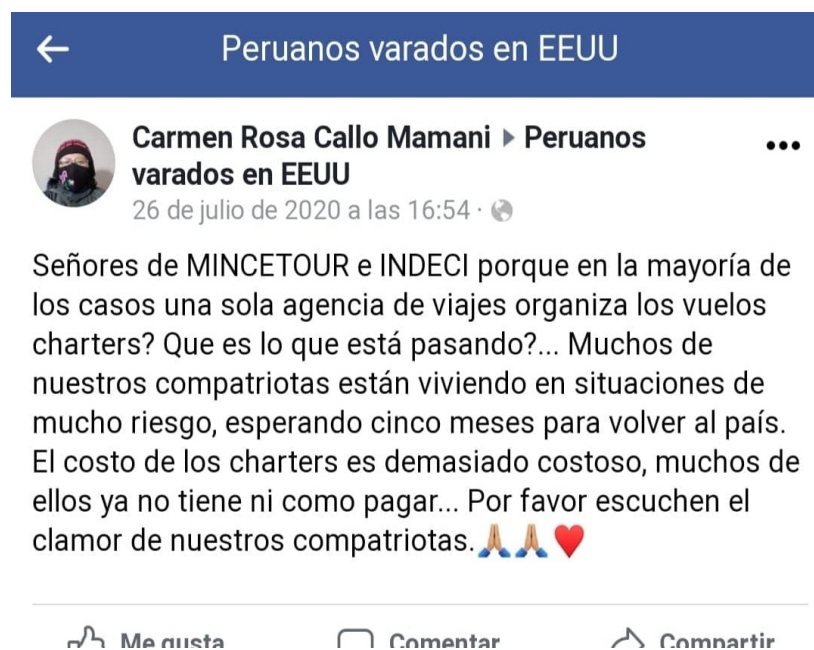 Peruanos varados en EEUU
Carmen Rosa Callo Mamani ▸ Peruanos
varados en EEUU
26 de julio de 2020 a las 16:54 ·
Señores de MINCETOUR e INDECI porque en la mayoría de
los casos una sola agencia de viajes organiza los vuelos
charters? Que es lo que está pasando?... Muchos de
nuestros compatriotas están viviendo en situaciones de
mucho riesgo, esperando cinco meses para volver al país.
El costo de los charters es demasiado costoso, muchos de
ellos ya no tiene ni como pagar... Por favor escuchen el
clamor de nuestros compatriotas.🙏🏼🙏🏼❤️
Me gusta
Comentar
Compartir